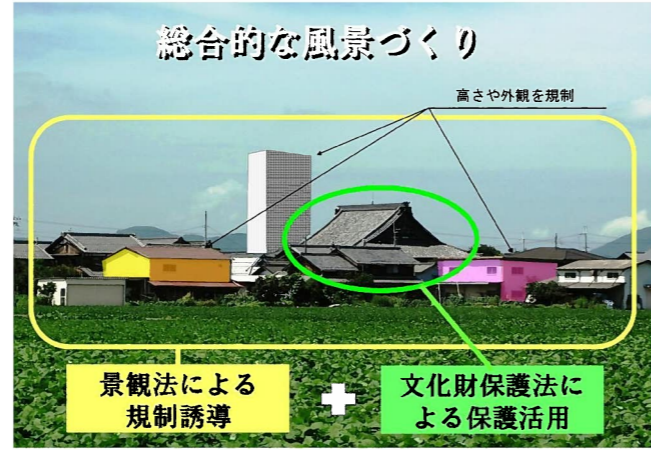 総合的な風景づくり
高さや外観を規制
景観法による
規制誘導
文化財保護法に
よる保護活用